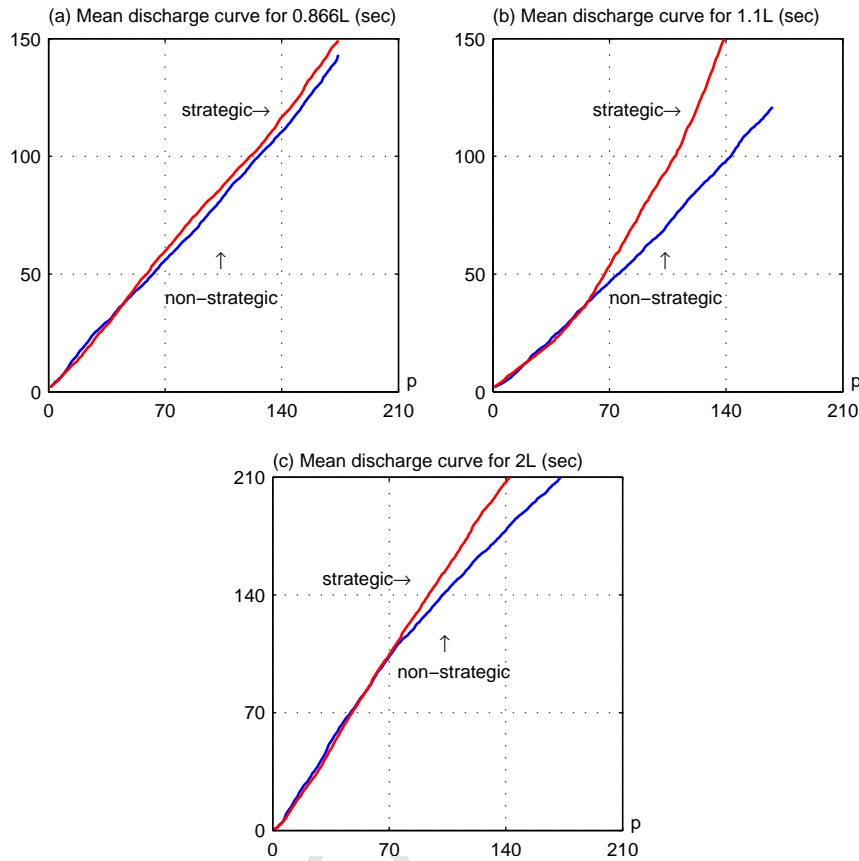 (a) Mean discharge curve for 0.866L (sec)
150
100
50
0
0 70 140 210
p
strategic→
↑
non−strategic
(b) Mean discharge curve for 1.1L (sec)
150
100
50
0
0 70 140 210
p
strategic→
↑
non−strategic
(c) Mean discharge curve for 2L (sec)
210
140
70
0
0 70 140 210
p
strategic→
↑
non−strategic